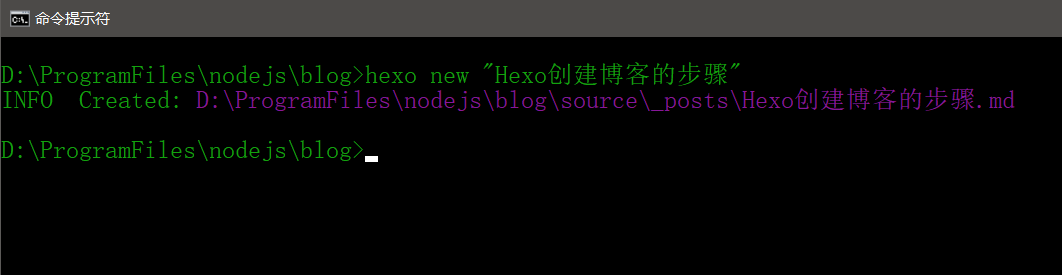 命令提示符
D:\ProgramFiles\nodejs\blog>hexo new "Hexo创建博客的步骤"
INFO  Created: D:\ProgramFiles\nodejs\blog\source\_posts\Hexo创建博客的步骤.md
D:\ProgramFiles\nodejs\blog>